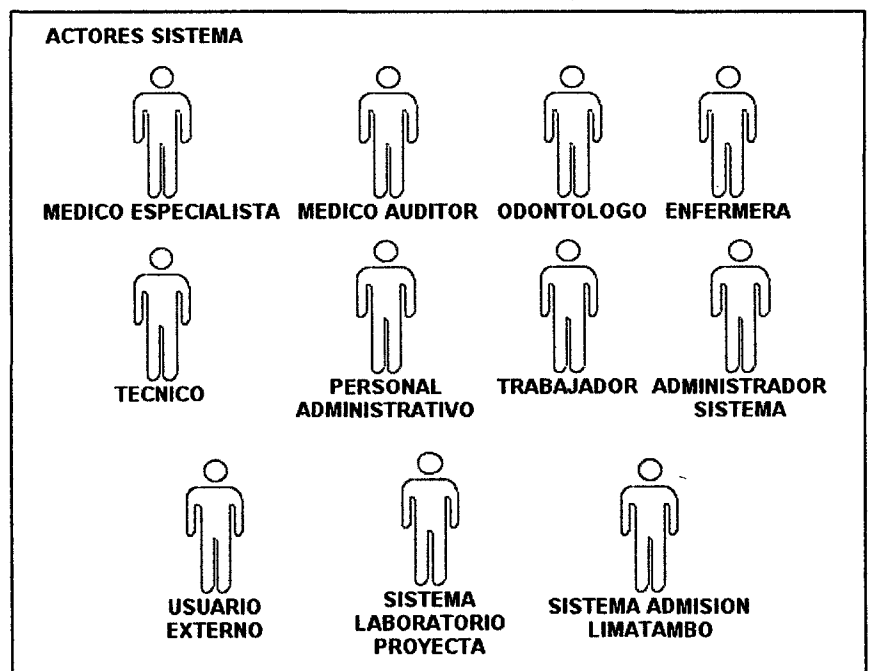 ACTORES SISTEMA
MEDICO ESPECIALISTA
MEDICO AUDITOR
ODONTOLOGO
ENFERMERA
TECNICO
PERSONAL
ADMINISTRATIVO
TRABAJADOR
ADMINISTRADOR
SISTEMA
USUARIO
EXTERNO
SISTEMA
LABORATORIO
PROYECTA
SISTEMA ADMISION
LIMATAMBO